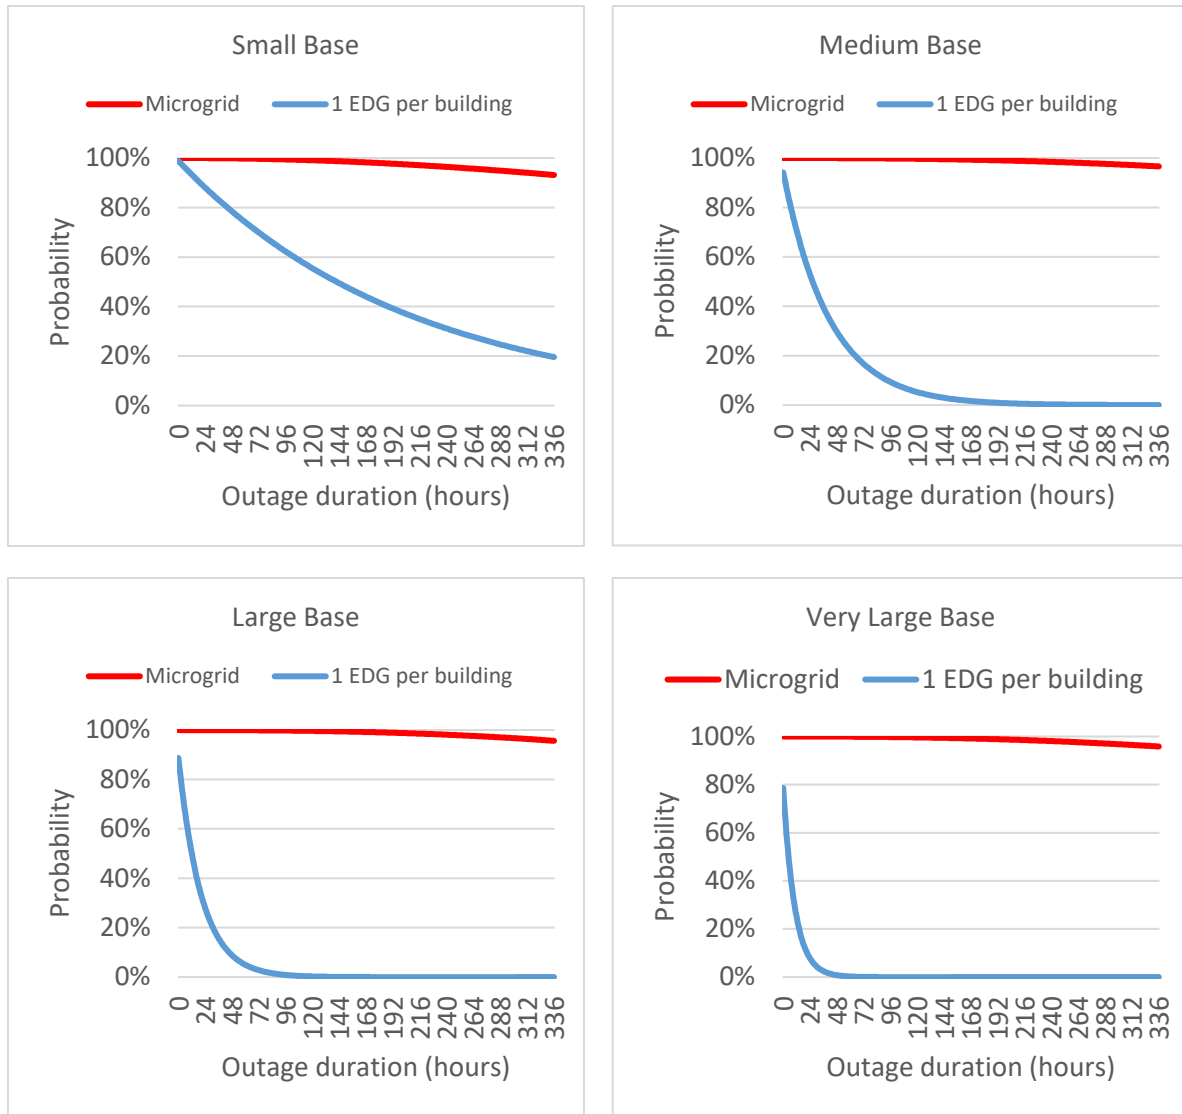 Small Base
Microgrid 1 EDG per building
100%
80%
60%
40%
20%
0%
Probability
0 24 48 72 96 120 144 168 192 216 240 264 288 312 336
Outage duration (hours)
Medium Base
Microgrid 1 EDG per building
100%
80%
60%
40%
20%
0%
Probbility
0 24 48 72 96 120 144 168 192 216 240 264 288 312 336
Outage duration (hours)
Large Base
Microgrid 1 EDG per building
100%
80%
60%
40%
20%
0%
Probability
0 24 48 72 96 120 144 168 192 216 240 264 288 312 336
Outage duration (hours)
Very Large Base
Microgrid 1 EDG per building
100%
80%
60%
40%
20%
0%
Probability
0 24 48 72 96 120 144 168 192 216 240 264 288 312 336
Outage duration (hours)